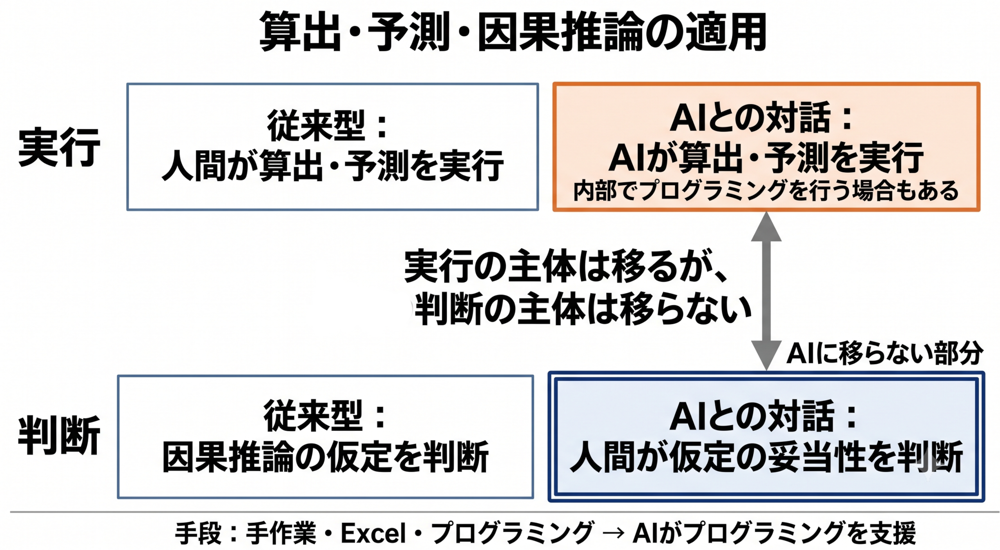 算出・予測・因果推論の適用
実行
従来型：
人間が算出・予測を実行
AIとの対話：
AIが算出・予測を実行
内部でプログラミングを行う場合もある
実行の主体は移るが、
判断の主体は移らない
AIに移らない部分
判断
従来型：
因果推論の仮定を判断
AIとの対話：
人間が仮定の妥当性を判断
手段：手作業・Excel・プログラミング → AIがプログラミングを支援